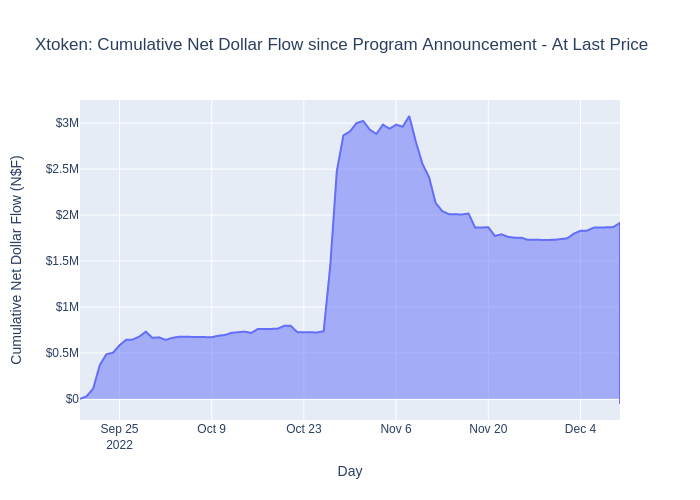 Xtoken: Cumulative Net Dollar Flow since Program Announcement - At Last Price
Cumulative Net Dollar Flow (N$F)
$3M
$2.5M
$2M
$1.5M
$1M
$0.5M
$0
Sep 25
2022
Oct 9
Oct 23
Nov 6
Nov 20
Dec 4
Day